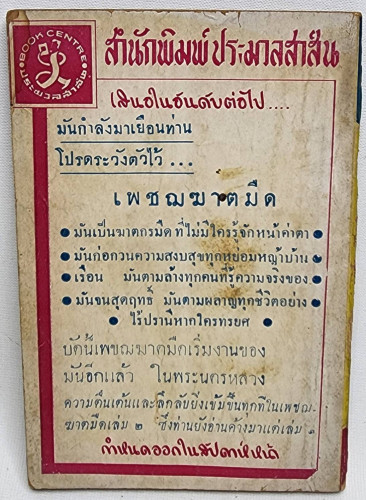 BOOK CENTRE
ประมวลสาส์น
สำนักพิมพ์ประมวลสาส์น
เสนอในอันดับต่อไป....
มันกำลังมาเยือนท่าน
โปรดระวังตัวไว้ ...
เพชฌฆาตมืด
● มันเป็นฆาตกรมืด ที่ไม่มีใครรู้จักหน้าค่าตา ●
● มันก่อกวนความสงบสุขทุกหย่อมหญ้าบ้าน ●
● เรือน มันตามล้างทุกคนที่รู้ความจริงของ ●
● มันจนสุดฤทธิ์ มันตามผลาญทุกชีวิตอย่าง ●
● ไร้ปรานีหากใครทรยศ ●
บัดนี้เพชฌฆาตมืดเริ่มงานของ
มันอีกแล้ว ในพระนครหลวง
ความตื่นเต้นและลึกลับยิ่งเข้มขึ้นทุกทีในเพชฌ-
ฆาตมืดเล่ม ๒ ซึ่งท่านยังอ่านค้างมาแต่เล่ม ๑
กำหนดออกในสัปดาห์หน้า